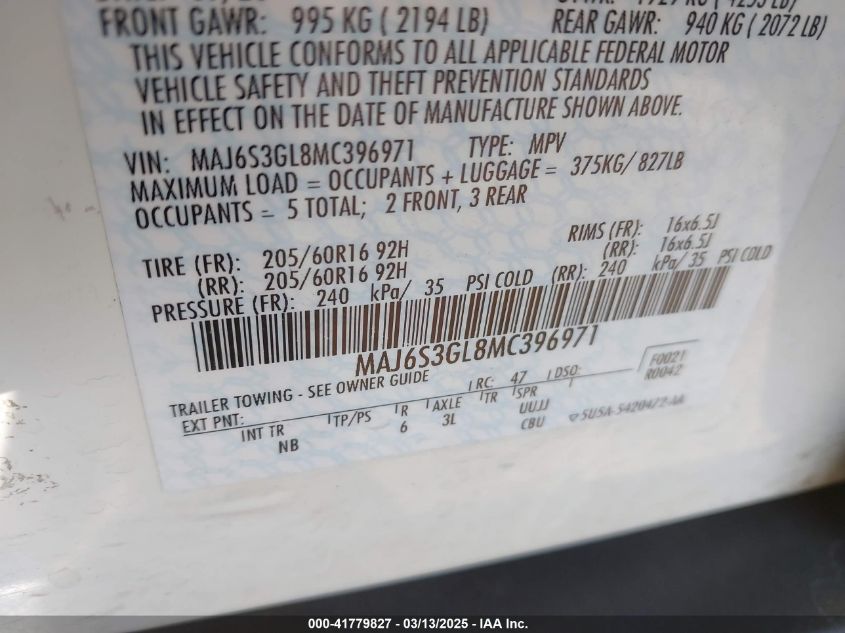 FRONT GAWR: 995 KG ( 2194 LB) REAR GAWR: 940 KG ( 2072 LB)
THIS VEHICLE CONFORMS TO ALL APPLICABLE FEDERAL MOTOR
VEHICLE SAFETY AND THEFT PREVENTION STANDARDS
IN EFFECT ON THE DATE OF MANUFACTURE SHOWN ABOVE.
VIN: MAJ6S3GL8MC396971 TYPE: MPV
MAXIMUM LOAD = OCCUPANTS + LUGGAGE = 375KG/ 827LB
OCCUPANTS = 5 TOTAL; 2 FRONT, 3 REAR
TIRE (FR): 205/60R16 92H RIMS (FR): 16x6.5J
(RR): 205/60R16 92H (RR): 16x6.5J
PRESSURE (FR): 240 kPa/ 35 PSI COLD (RR): 240 kPa/ 35 PSI COLD
MAJ6S3GL8MC396971
TRAILER TOWING - SEE OWNER GUIDE
F0021
R0042
EXT PNT: RC: 47 DSO:
INT TR TP/PS R AXLE TR SPR
NB 6 3L UUJJ
CBU
000-41779827 - 03/13/2025 - IAA Inc.